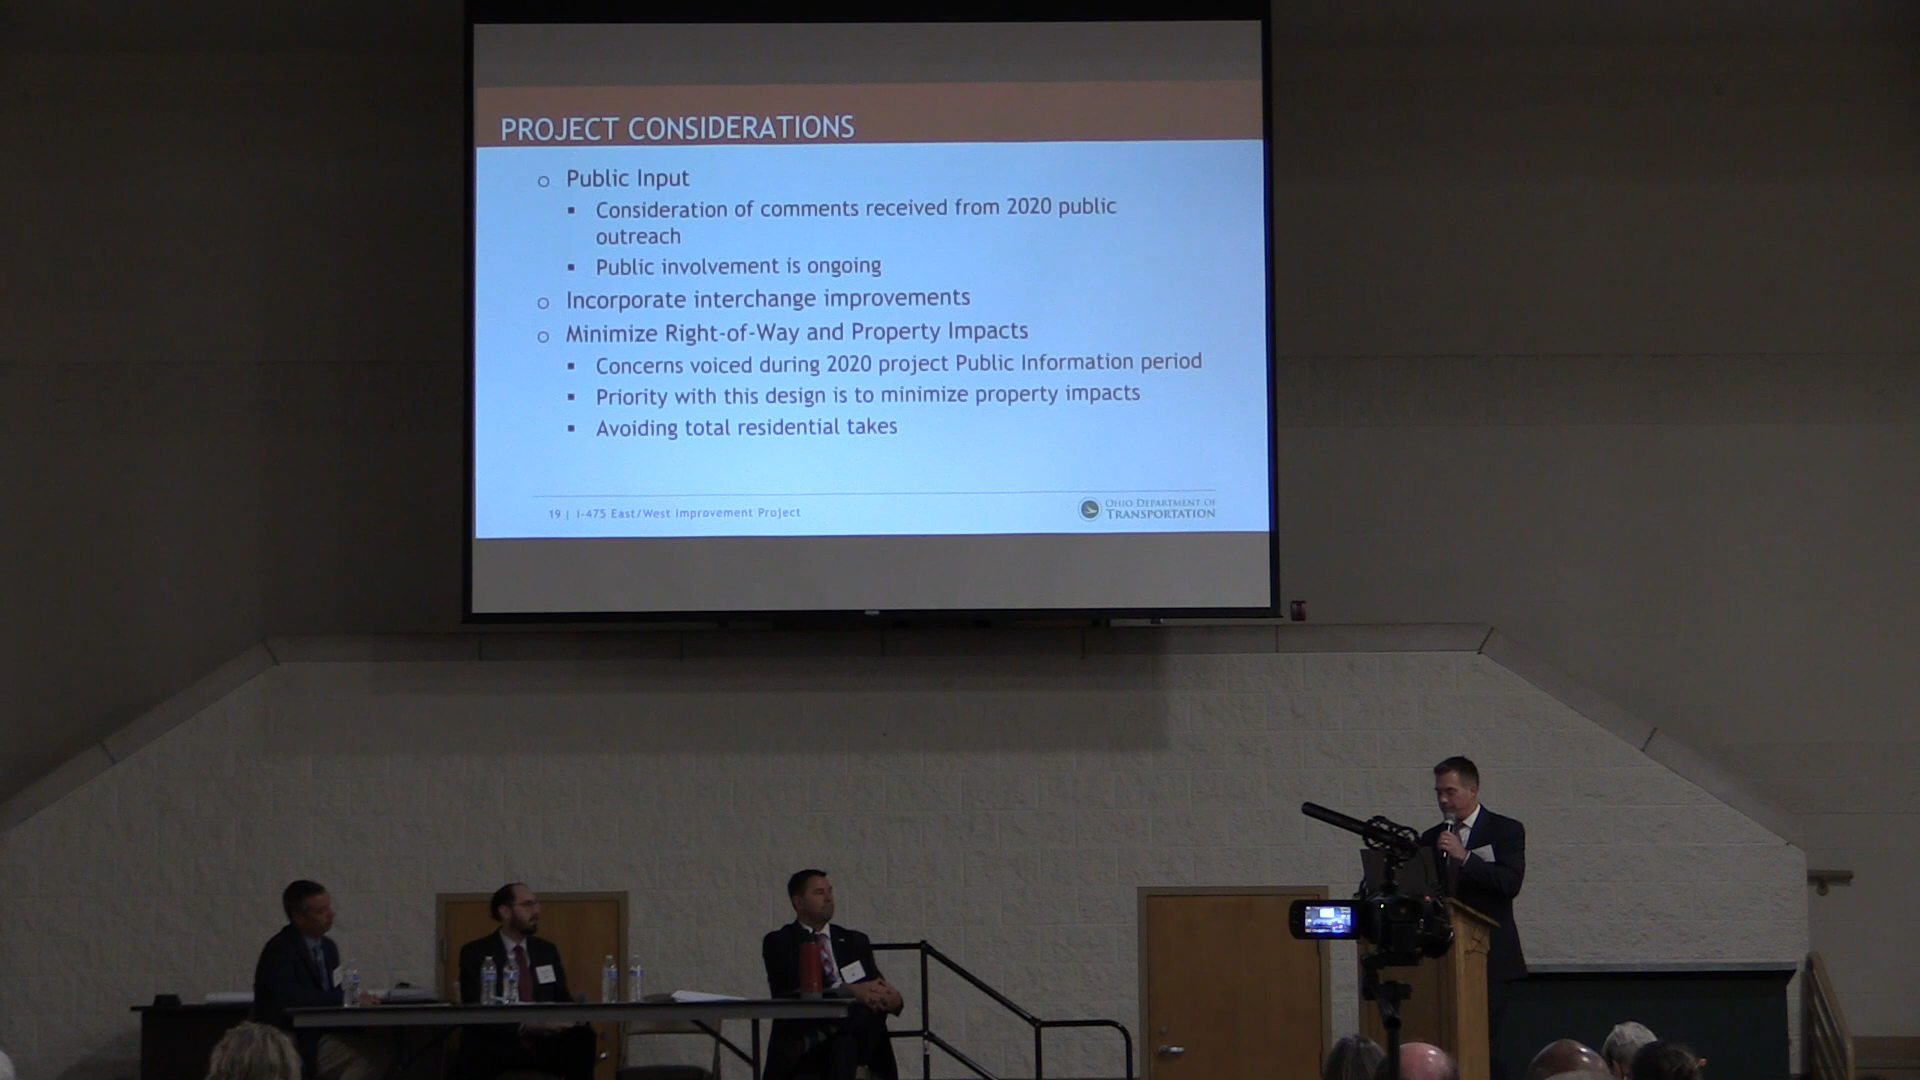 PROJECT CONSIDERATIONS
○ Public Input
▪ Consideration of comments received from 2020 public
outreach
▪ Public involvement is ongoing
○ Incorporate interchange improvements
○ Minimize Right-of-Way and Property Impacts
▪ Concerns voiced during 2020 project Public Information period
▪ Priority with this design is to minimize property impacts
▪ Avoiding total residential takes
19 | I-475 East/West Improvement Project
OHIO DEPARTMENT OF
TRANSPORTATION